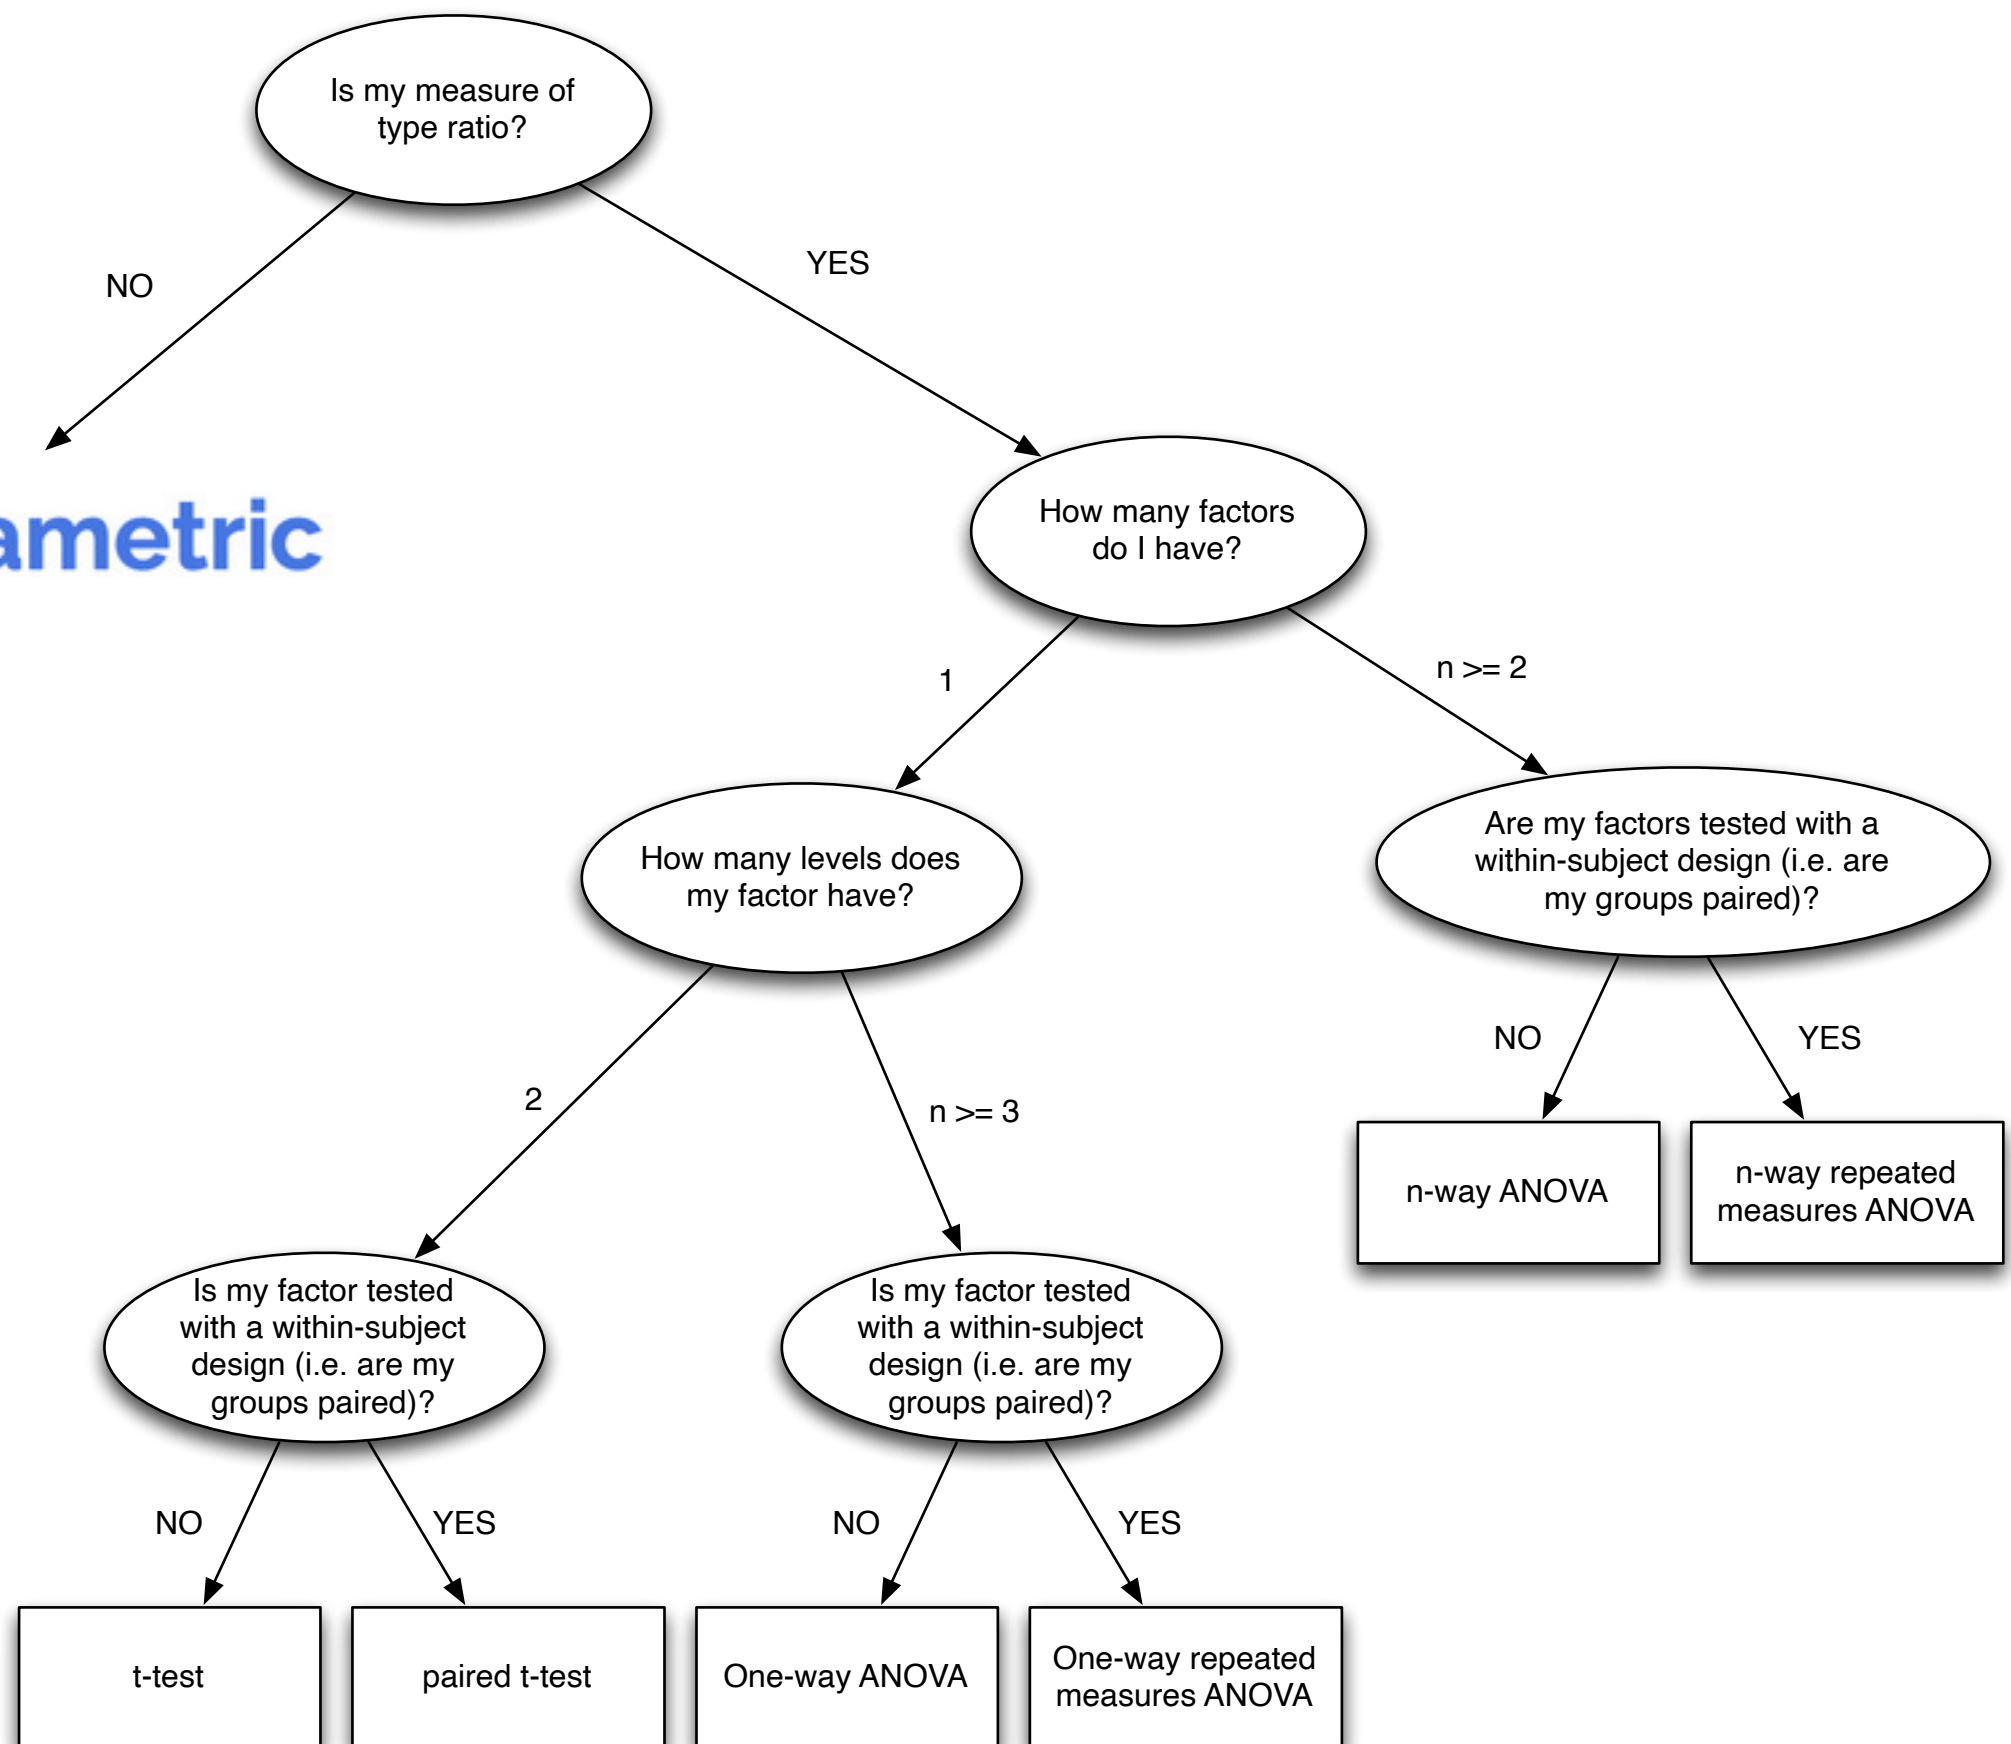 Is my measure of
type ratio?
NO
YES
ametric
How many factors
do I have?
1
n >= 2
How many levels does
my factor have?
Are my factors tested with a
within-subject design (i.e. are
my groups paired)?
2
n >= 3
NO
YES
n-way ANOVA
n-way repeated
measures ANOVA
Is my factor tested
with a within-subject
design (i.e. are my
groups paired)?
Is my factor tested
with a within-subject
design (i.e. are my
groups paired)?
NO
YES
NO
YES
t-test
paired t-test
One-way ANOVA
One-way repeated
measures ANOVA